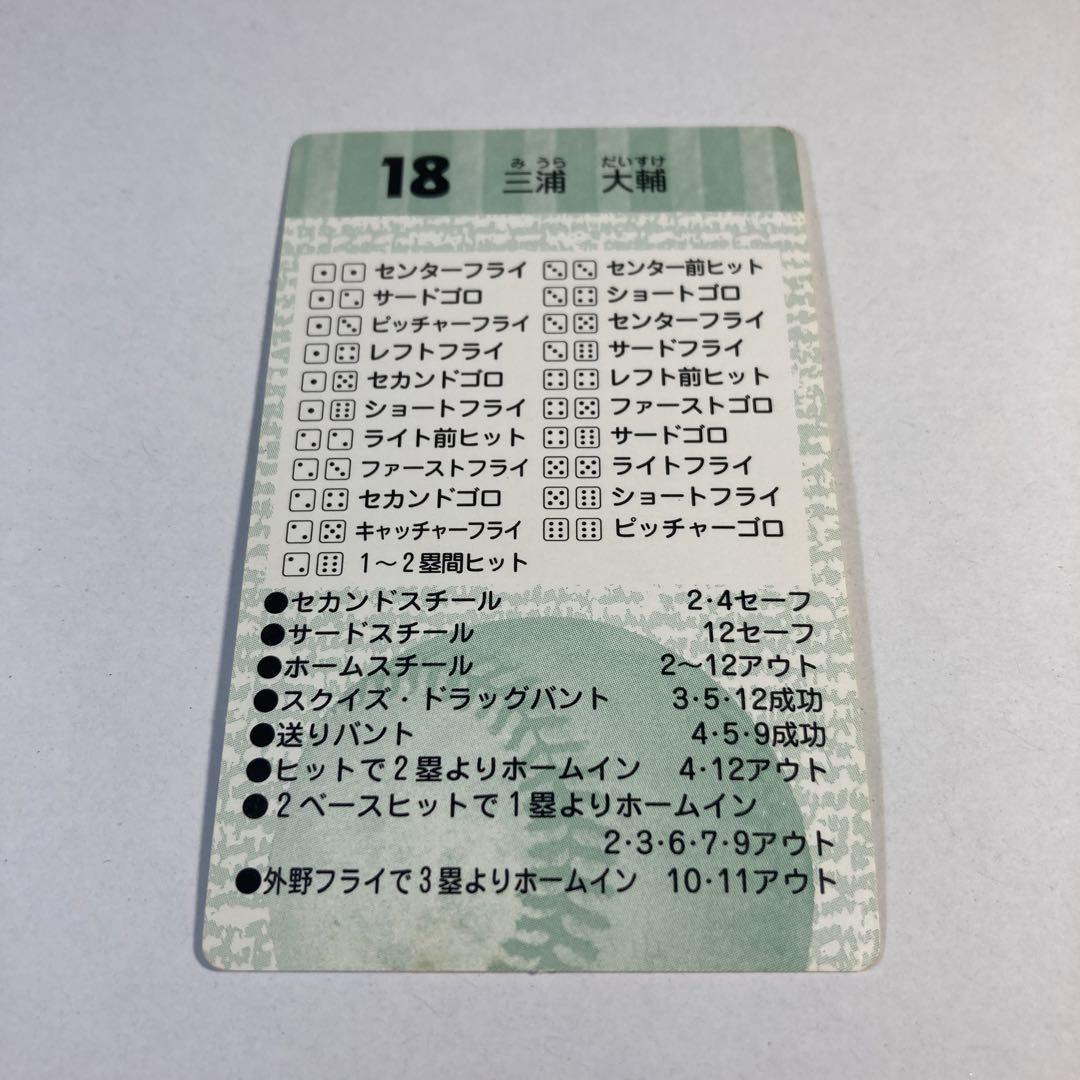 18 三浦 大輔
みうら だいすけ
⚀⚀ センターフライ ⚂⚂ センター前ヒット
⚀⚁ サードゴロ ⚂⚃ ショートゴロ
⚀⚂ ピッチャーフライ ⚂⚄ センターフライ
⚀⚃ レフトフライ ⚂⚅ サードフライ
⚀⚄ セカンドゴロ ⚃⚃ レフト前ヒット
⚀⚅ ショートフライ ⚃⚄ ファーストゴロ
⚁⚁ ライト前ヒット ⚃⚅ サードゴロ
⚁⚂ ファーストフライ ⚄⚄ ライトフライ
⚁⚃ セカンドゴロ ⚄⚅ ショートフライ
⚁⚄ キャッチャーフライ ⚅⚅ ピッチャーゴロ
⚁⚅ 1〜2塁間ヒット
●セカンドスチール 2・4セーフ
●サードスチール 12セーフ
●ホームスチール 2〜12アウト
●スクイズ・ドラッグバント 3・5・12成功
●送りバント 4・5・9成功
●ヒットで2塁よりホームイン 4・12アウト
●2ベースヒットで1塁よりホームイン
2・3・6・7・9アウト
●外野フライで3塁よりホームイン 10・11アウト